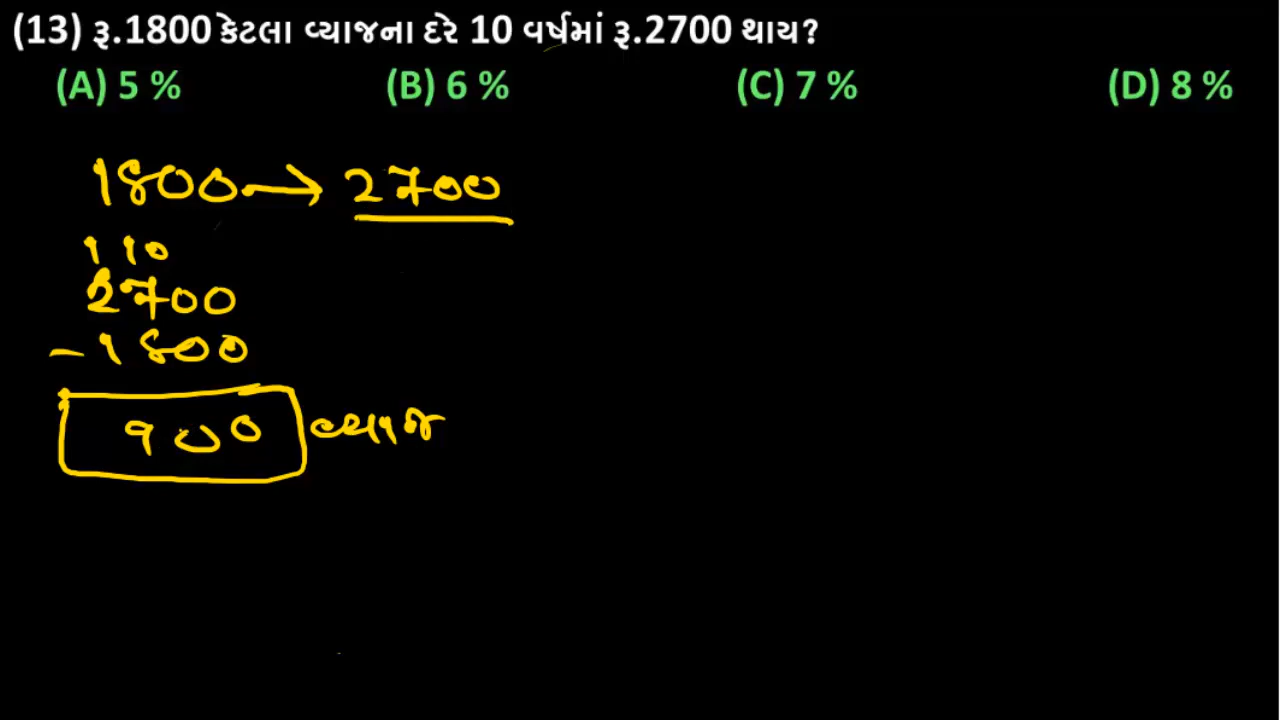 (13) રૂ.1800 કેટલા વ્યાજના દરે 10 વર્ષમાં રૂ.2700 થાય?
(A) 5 % (B) 6 % (C) 7 % (D) 8 %
1800 → 2700
1 10
2700
- 1800
900 વ્યાજ